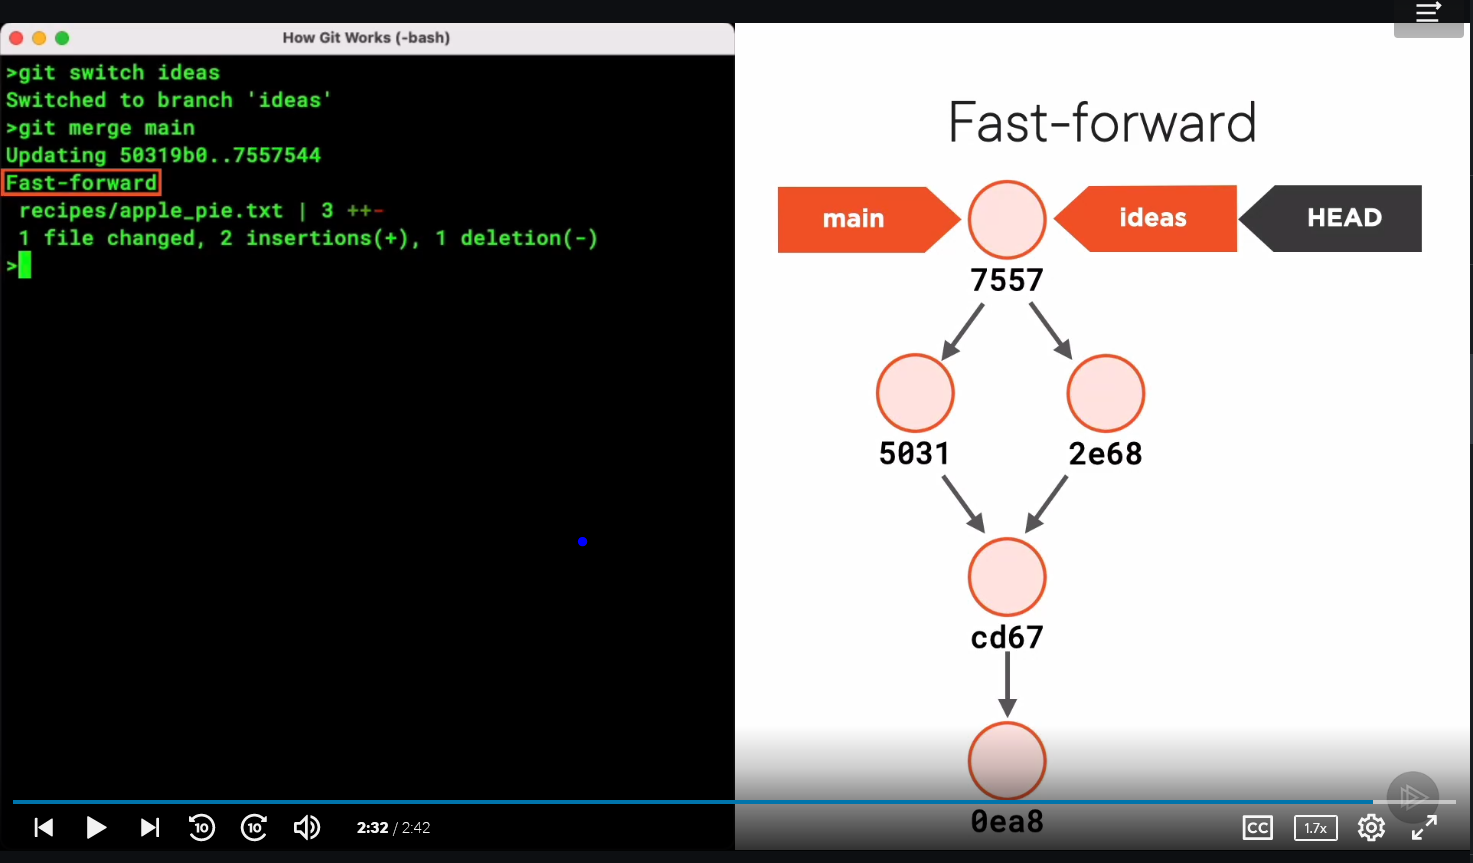 How Git Works (-bash)
>git switch ideas
Switched to branch 'ideas'
>git merge main
Updating 50319b0..7557544
Fast-forward
recipes/apple_pie.txt | 3 ++-
1 file changed, 2 insertions(+), 1 deletion(-)
>
Fast-forward
main
ideas
HEAD
7557
5031
2e68
cd67
0ea8
10
10
2:32 / 2:42
CC
1.7x